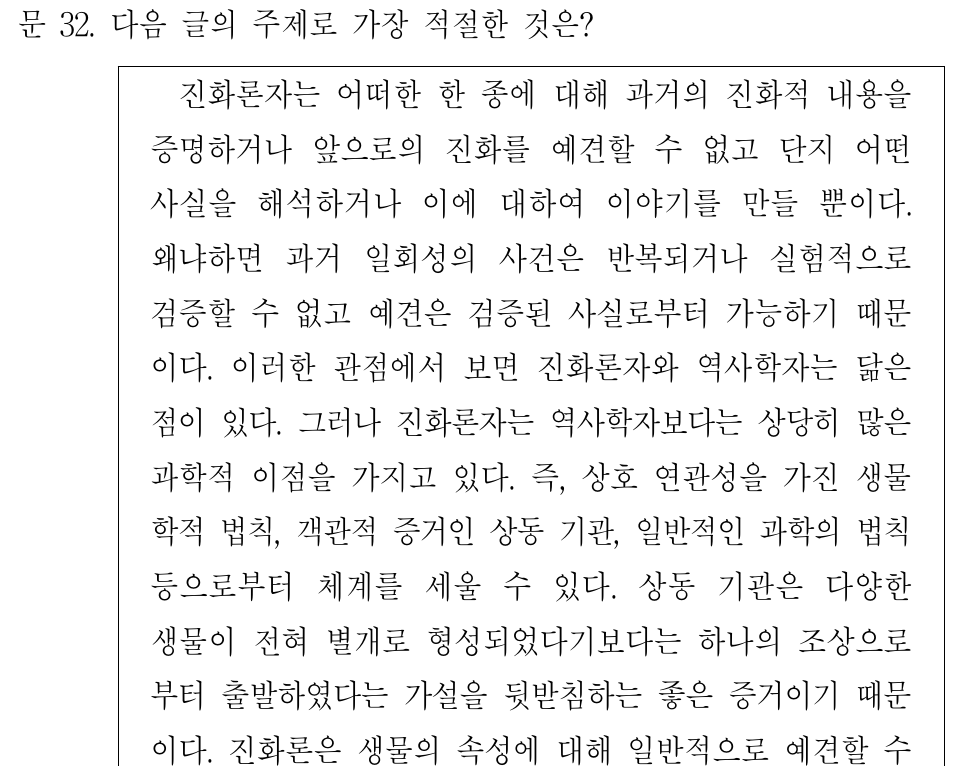 문 32. 다음 글의 주제로 가장 적절한 것은?
진화론자는 어떠한 한 종에 대해 과거의 진화적 내용을
증명하거나 앞으로의 진화를 예견할 수 없고 단지 어떤
사실을 해석하거나 이에 대하여 이야기를 만들 뿐이다.
왜냐하면 과거 일회성의 사건은 반복되거나 실험적으로
검증할 수 없고 예견은 검증된 사실로부터 가능하기 때문
이다. 이러한 관점에서 보면 진화론자와 역사학자는 닮은
점이 있다. 그러나 진화론자는 역사학자보다는 상당히 많은
과학적 이점을 가지고 있다. 즉, 상호 연관성을 가진 생물
학적 법칙, 객관적 증거인 상동 기관, 일반적인 과학의 법칙
등으로부터 체계를 세울 수 있다. 상동 기관은 다양한
생물이 전혀 별개로 형성되었다기보다는 하나의 조상으로
부터 출발하였다는 가설을 뒷받침하는 좋은 증거이기 때문
이다. 진화론은 생물의 속성에 대해 일반적으로 예견할 수